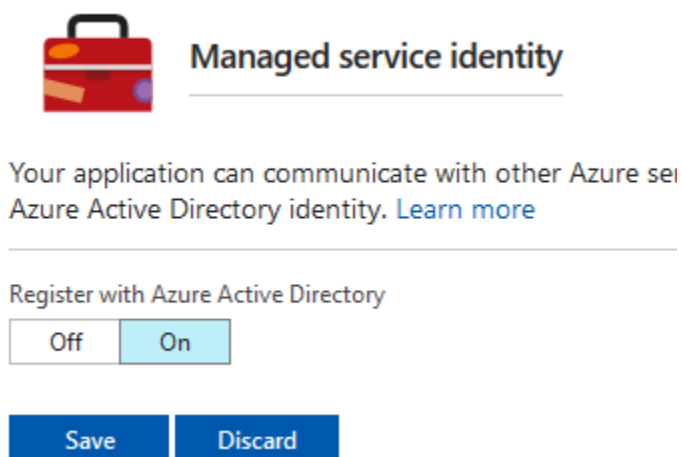 Managed service identity
Your application can communicate with other Azure
Azure Active Directory identity. Learn more
Register with Azure Active Directory
Off On
Save Discard